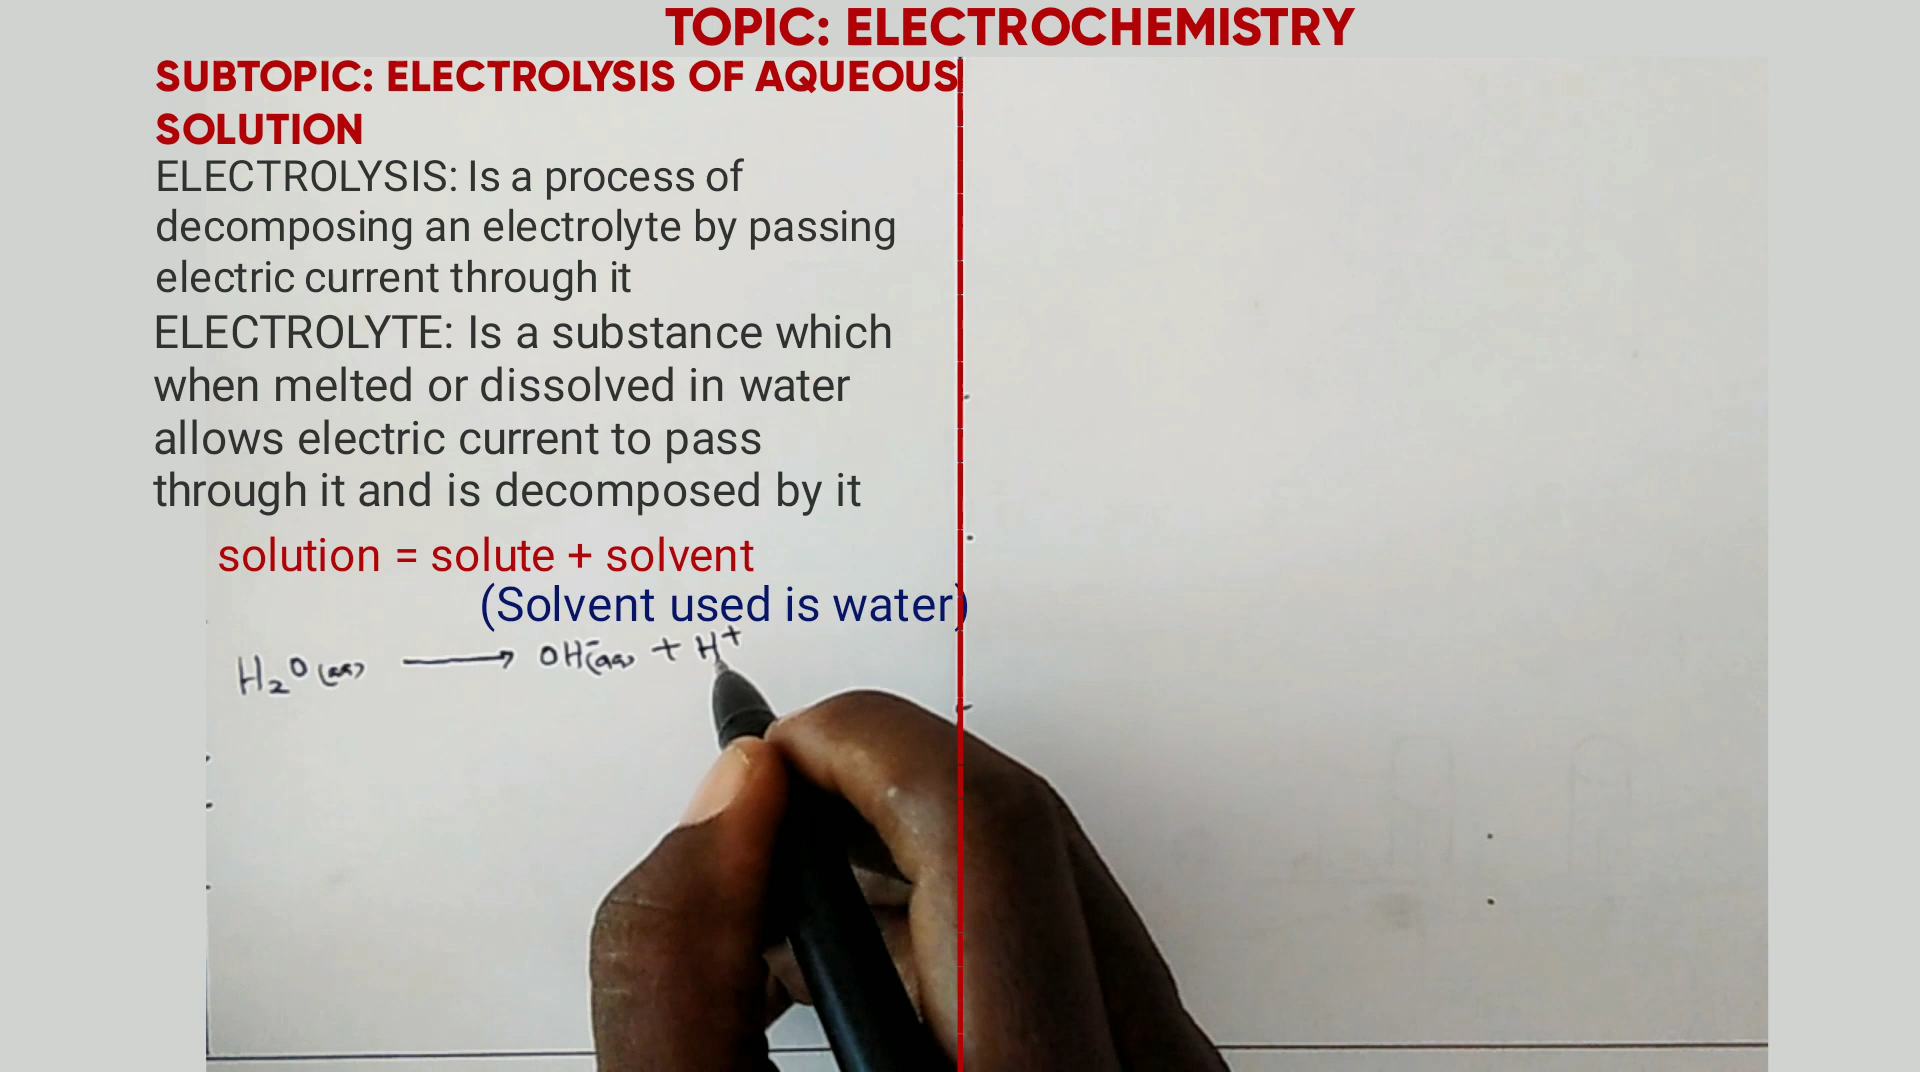 TOPIC: ELECTROCHEMISTRY
SUBTOPIC: ELECTROLYSIS OF AQUEOUS
SOLUTION
ELECTROLYSIS: Is a process of
decomposing an electrolyte by passing
electric current through it
ELECTROLYTE: Is a substance which
when melted or dissolved in water
allows electric current to pass
through it and is decomposed by it
solution = solute + solvent
(Solvent used is water)
H₂O(aq) ⟶ OH⁻(aq) + H⁺